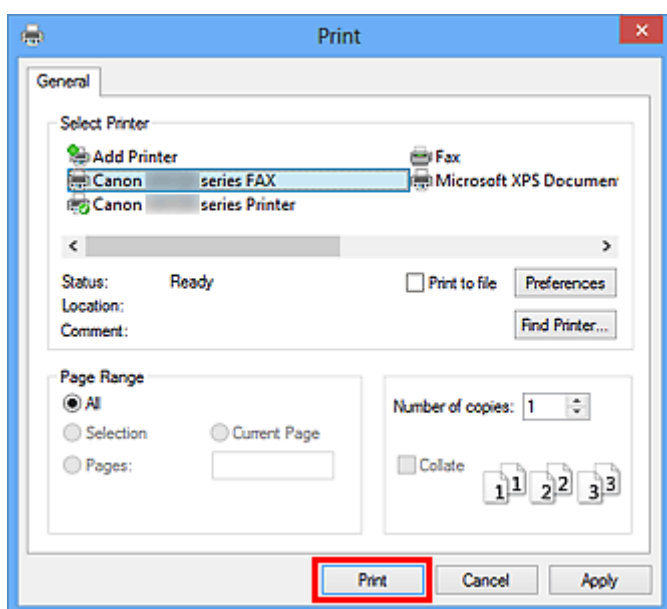 Print
General
Select Printer
Add Printer
Fax
Canon series FAX
Microsoft XPS Documen
Canon series Printer
Status: Ready
Print to file
Preferences
Location:
Find Printer...
Comment:
Page Range
All
Number of copies: 1
Selection
Current Page
Pages:
Collate
1 1 2 2 3 3
Print
Cancel
Apply